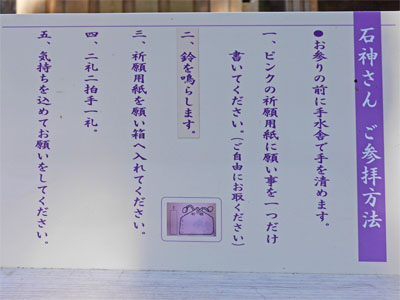 石神さん ご参拝方法
●お参りの前に手水舎で手を清めます。
一、ピンクの祈願用紙に願い事を一つだけ
書いてください。(ご自由にお取ください)
二、鈴を鳴らします。
三、祈願用紙を願い箱へ入れてください。
四、二礼二拍手一礼。
五、気持ちを込めてお願いをしてください。